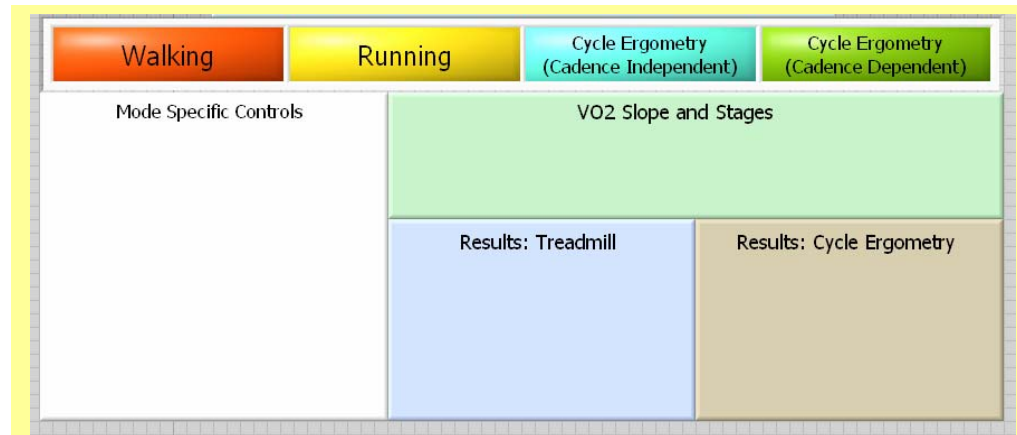 Walking
Running
Cycle Ergometry
(Cadence Independent)
Cycle Ergometry
(Cadence Dependent)
Mode Specific Controls
VO2 Slope and Stages
Results: Treadmill
Results: Cycle Ergometry